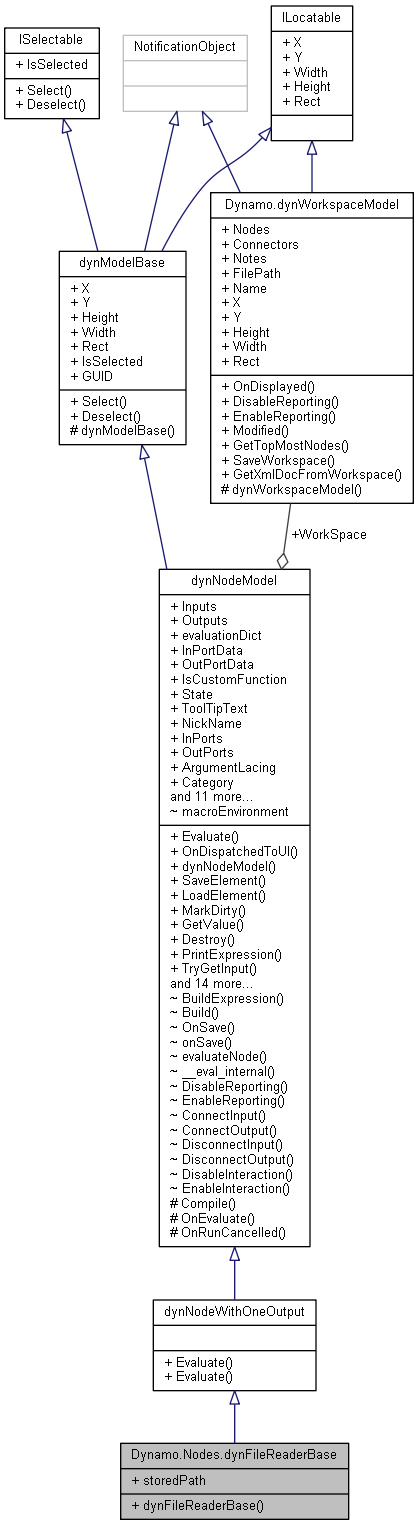 ISelectable
+ IsSelected
+ Select()
+ Deselect()
NotificationObject
ILocatable
+ X
+ Y
+ Width
+ Height
+ Rect
dynModelBase
+ X
+ Y
+ Height
+ Width
+ Rect
+ IsSelected
+ GUID
+ Select()
+ Deselect()
# dynModelBase()
Dynamo.dynWorkspaceModel
+ Nodes
+ Connectors
+ Notes
+ FilePath
+ Name
+ X
+ Y
+ Height
+ Width
+ Rect
+ OnDisplayed()
+ DisableReporting()
+ EnableReporting()
+ Modified()
+ GetTopMostNodes()
+ SaveWorkspace()
+ GetXmlDocFromWorkspace()
# dynWorkspaceModel()
+WorkSpace
dynNodeModel
+ Inputs
+ Outputs
+ evaluationDict
+ InPortData
+ OutPortData
+ IsCustomFunction
+ State
+ ToolTipText
+ NickName
+ InPorts
+ OutPorts
+ ArgumentLacing
+ Category
and 11 more...
~ macroEnvironment
+ Evaluate()
+ OnDispatchedToUI()
+ dynNodeModel()
+ SaveElement()
+ LoadElement()
+ MarkDirty()
+ GetValue()
+ Destroy()
+ PrintExpression()
+ TryGetInput()
and 14 more...
~ BuildExpression()
~ Build()
~ OnSave()
~ onSave()
~ evaluateNode()
~ __eval_internal()
~ DisableReporting()
~ EnableReporting()
~ ConnectInput()
~ ConnectOutput()
~ DisconnectInput()
~ DisconnectOutput()
~ DisableInteraction()
~ EnableInteraction()
# Compile()
# OnEvaluate()
# OnRunCancelled()
dynNodeWithOneOutput
+ Evaluate()
+ Evaluate()
Dynamo.Nodes.dynFileReaderBase
+ storedPath
+ dynFileReaderBase()